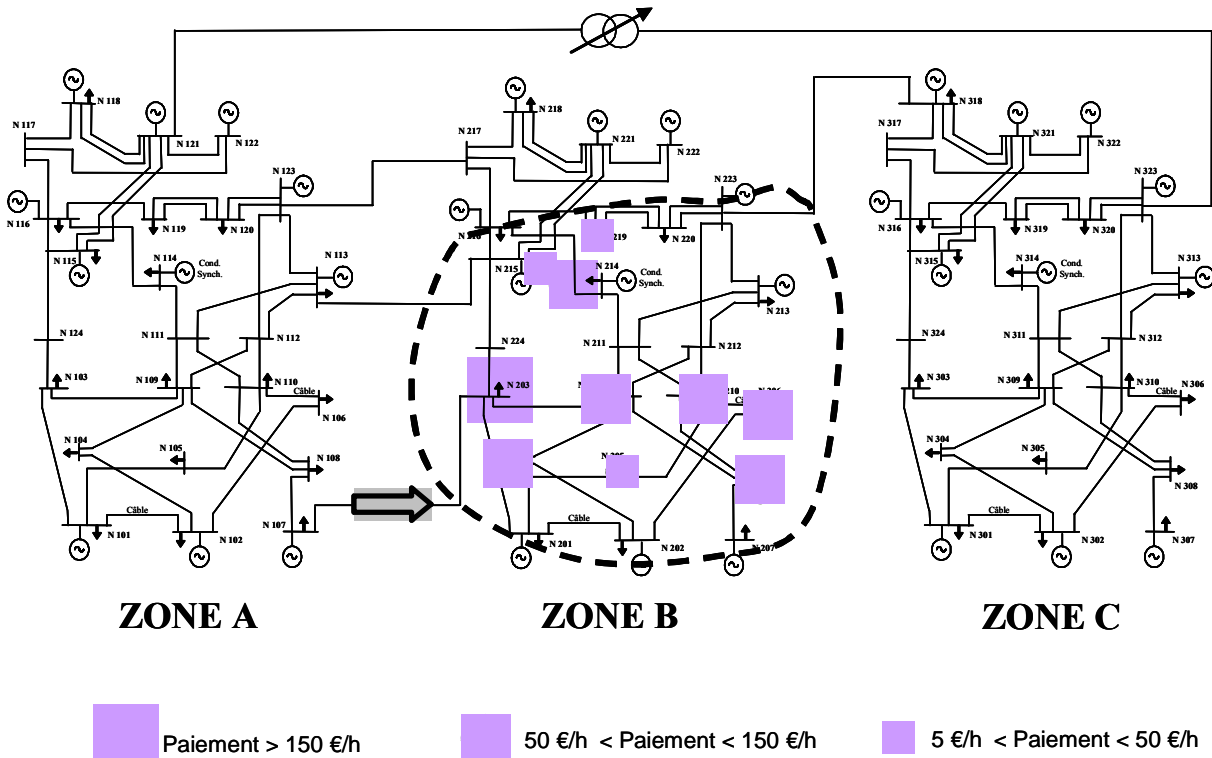 N 118
N 117
N 121
N 122
N 123
N 116
N 119
N 120
N 115
Cond.
Synch.
N 114
N 113
N 124
N 111
N 112
N 103
N 109
N 110
Câble
N 106
N 104
N 105
N 108
N 101
Câble
N 102
N 107
N 218
N 217
N 221
N 222
N 223
N 216
219
N 220
N 215
N 214
Cond.
Synch.
N 213
N 224
N 211
N 212
N 203
N 201
Câble
N 202
N 207
N 318
N 317
N 321
N 322
N 323
N 316
N 319
N 320
N 315
N 314
Cond.
Synch.
N 313
N 324
N 311
N 312
N 303
N 309
N 310
Câble
N 306
N 304
N 305
N 308
N 301
Câble
N 302
N 307
ZONE A
ZONE B
ZONE C
Paiement > 150 €/h
50 €/h < Paiement < 150 €/h
5 €/h < Paiement < 50 €/h